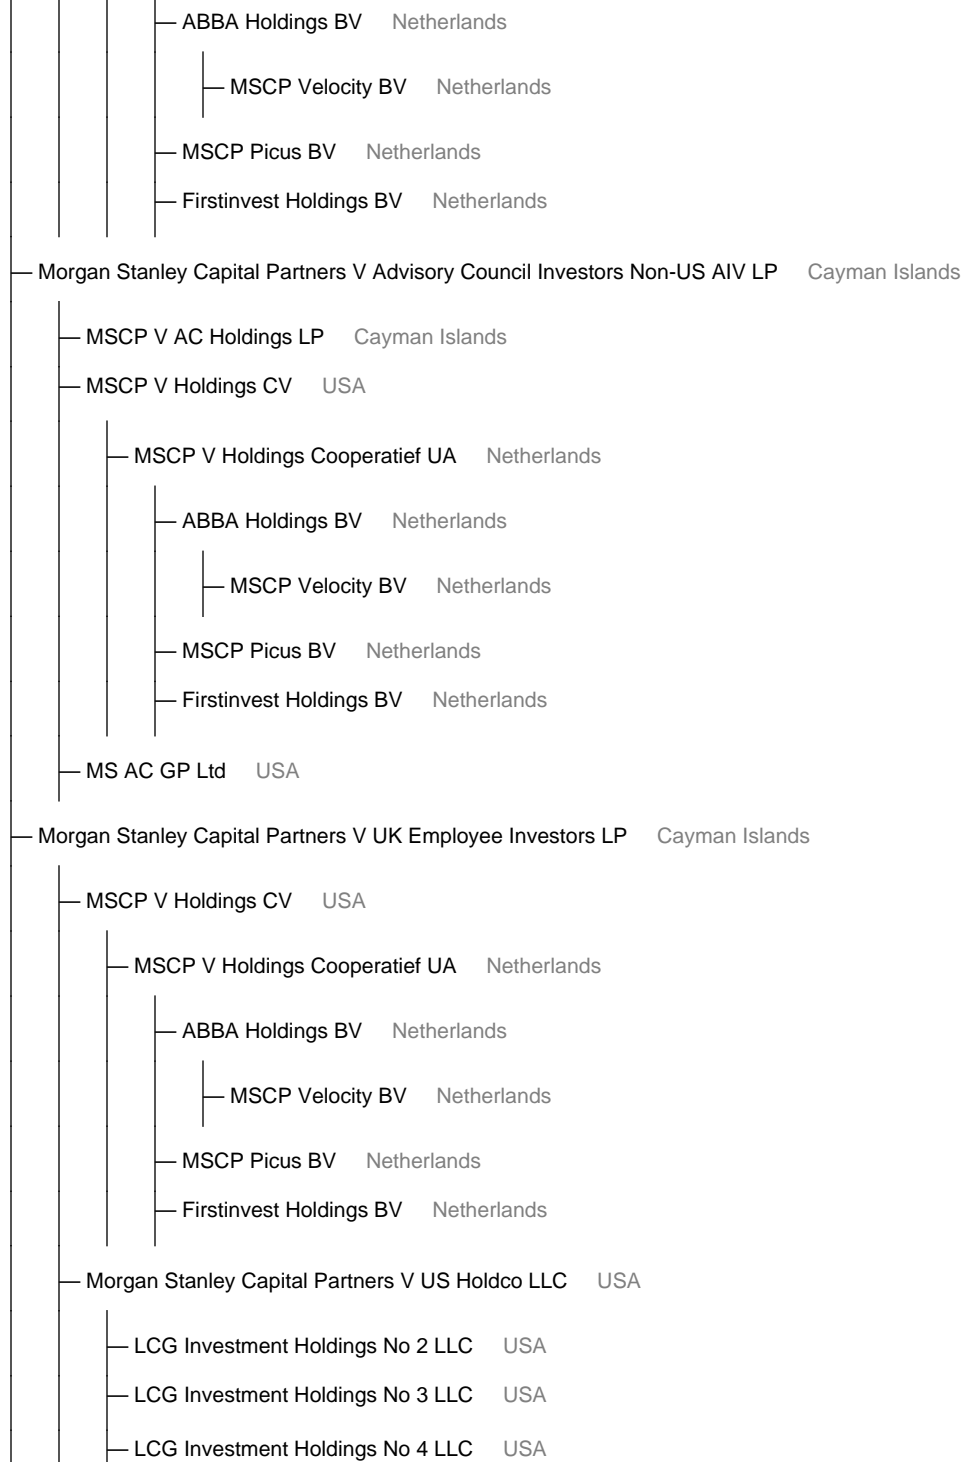 ABBA Holdings BV Netherlands
MSCP Velocity BV Netherlands
MSCP Picus BV Netherlands
Firstinvest Holdings BV Netherlands
Morgan Stanley Capital Partners V Advisory Council Investors Non-US AIV LP Cayman Islands
MSCP V AC Holdings LP Cayman Islands
MSCP V Holdings CV USA
MSCP V Holdings Cooperatief UA Netherlands
ABBA Holdings BV Netherlands
MSCP Velocity BV Netherlands
MSCP Picus BV Netherlands
Firstinvest Holdings BV Netherlands
MS AC GP Ltd USA
Morgan Stanley Capital Partners V UK Employee Investors LP Cayman Islands
MSCP V Holdings CV USA
MSCP V Holdings Cooperatief UA Netherlands
ABBA Holdings BV Netherlands
MSCP Velocity BV Netherlands
MSCP Picus BV Netherlands
Firstinvest Holdings BV Netherlands
Morgan Stanley Capital Partners V US Holdco LLC USA
LCG Investment Holdings No 2 LLC USA
LCG Investment Holdings No 3 LLC USA
LCG Investment Holdings No 4 LLC USA